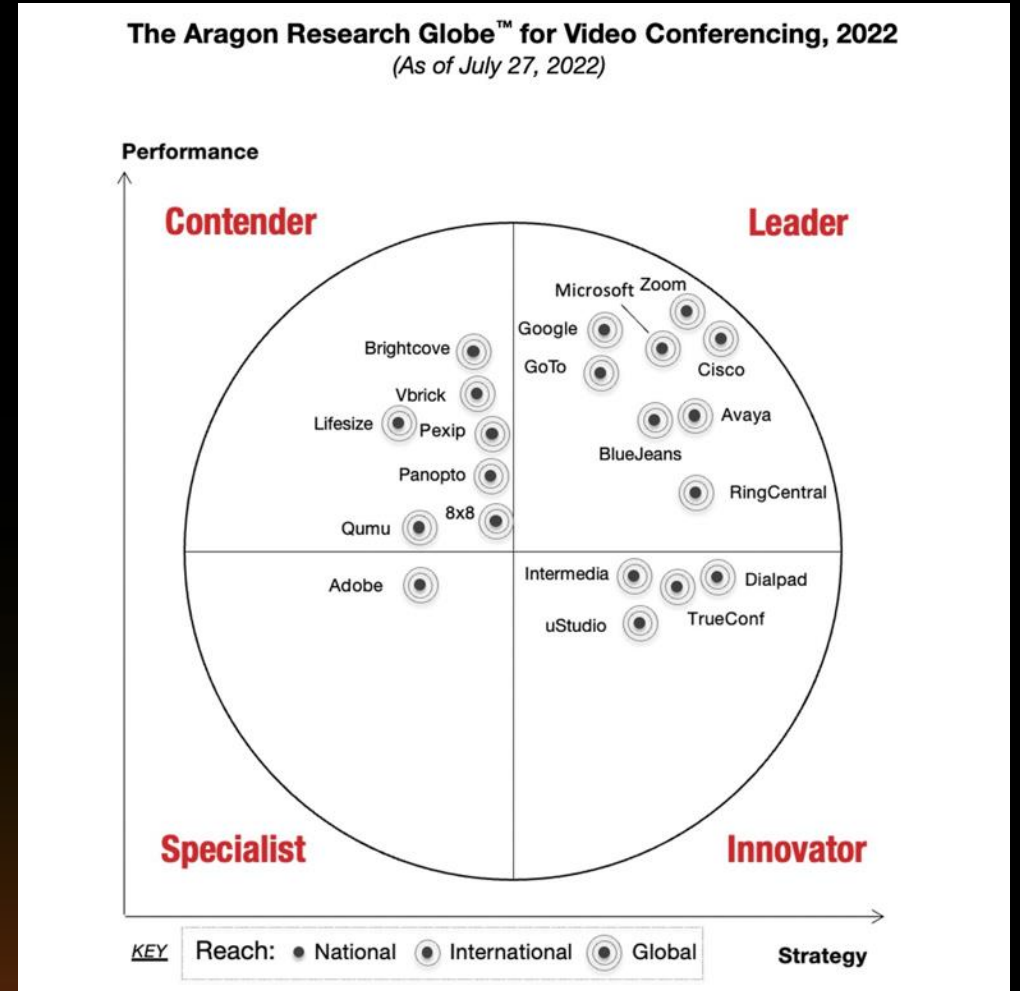 The Aragon Research Globe™ for Video Conferencing, 2022
(As of July 27, 2022)
Performance
Contender
Leader
Microsoft
Zoom
Google
Brightcove
GoTo
Cisco
Vbrick
Lifesize
Pexip
Avaya
BlueJeans
Panopto
RingCentral
8x8
Qumu
Intermedia
Dialpad
Adobe
TrueConf
uStudio
Specialist
Innovator
KEY
Reach: National International Global
Strategy